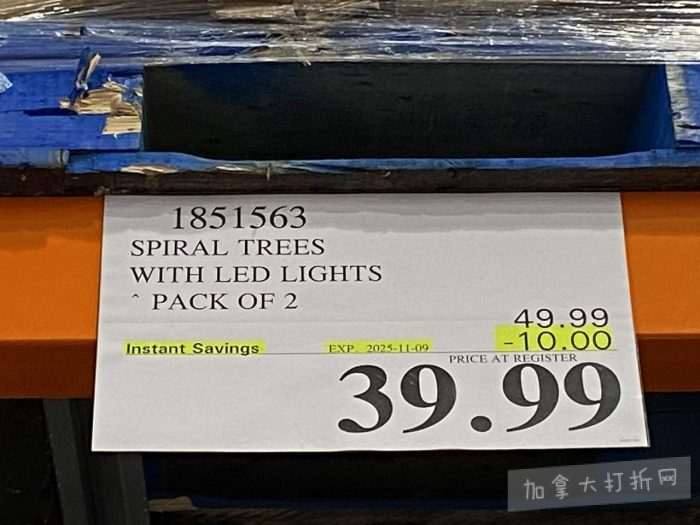 1851563
SPIRAL TREES
WITH LED LIGHTS
^ PACK OF 2
49.99
Instant Savings EXP. 2025-11-09 -10.00
PRICE AT REGISTER
39.99
加拿大打折网